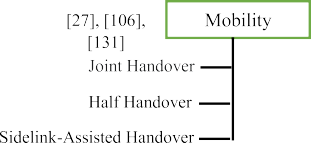 [27], [106],
[131]
Mobility
Joint Handover
Half Handover
Sidelink-Assisted Handover